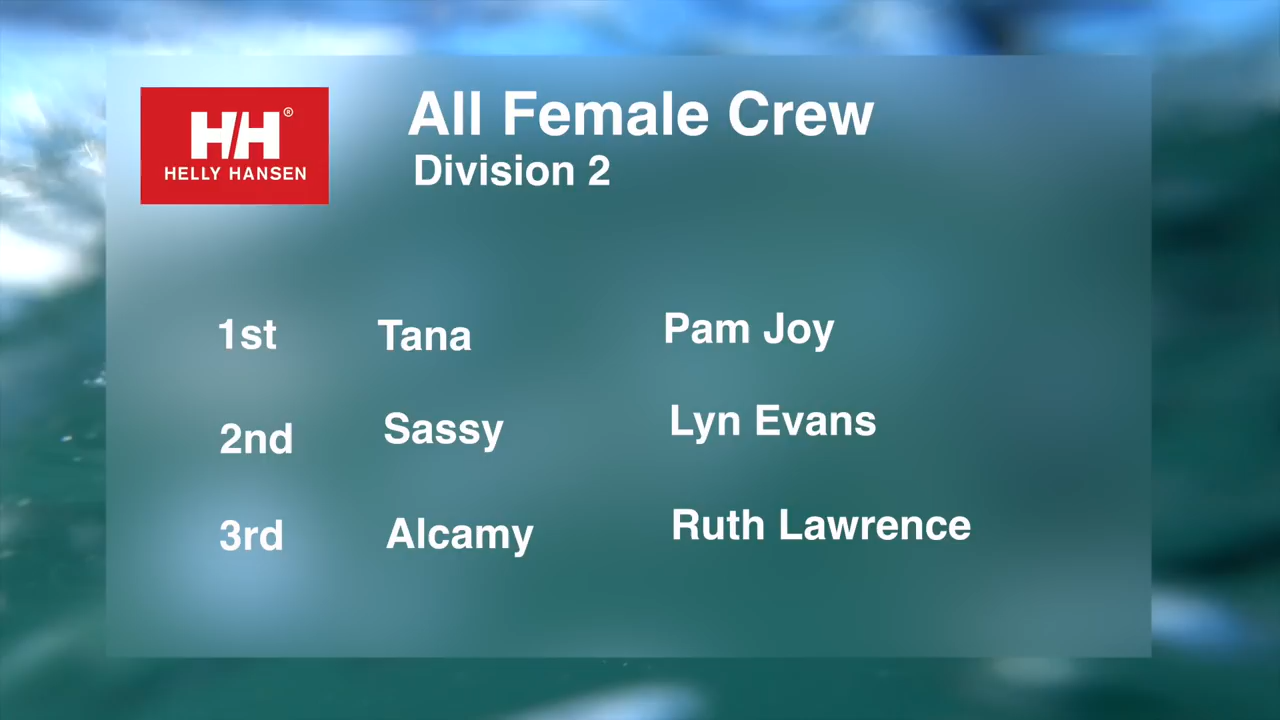 HH®
HELLY HANSEN
All Female Crew
Division 2
1st Tana Pam Joy
2nd Sassy Lyn Evans
3rd Alcamy Ruth Lawrence